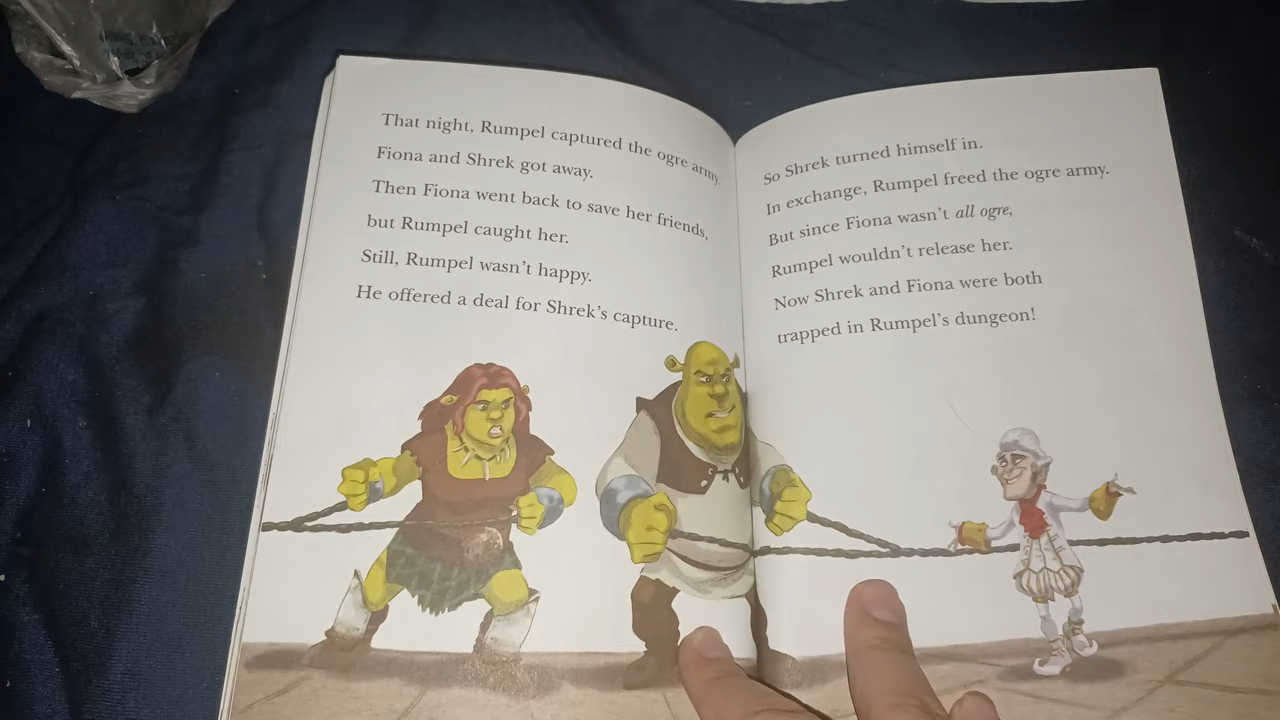 That night, Rumpel captured the ogre army.
Fiona and Shrek got away.
Then Fiona went back to save her friends,
but Rumpel caught her.
Still, Rumpel wasn't happy.
He offered a deal for Shrek's capture.
So Shrek turned himself in.
In exchange, Rumpel freed the ogre army.
But since Fiona wasn't all ogre,
Rumpel wouldn't release her.
Now Shrek and Fiona were both
trapped in Rumpel's dungeon!